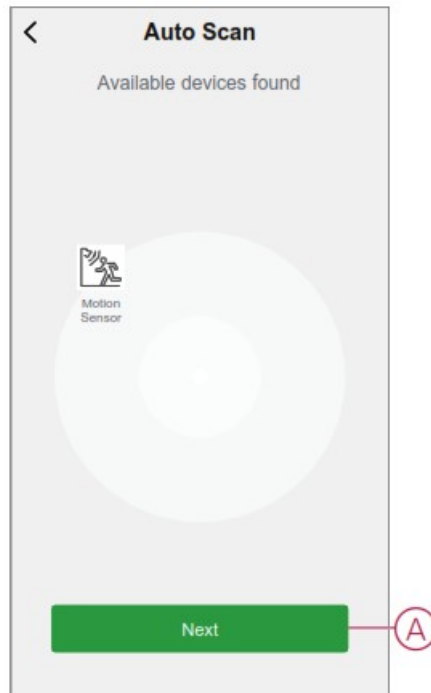 Auto Scan
Available devices found
Motion
Sensor
Next
A